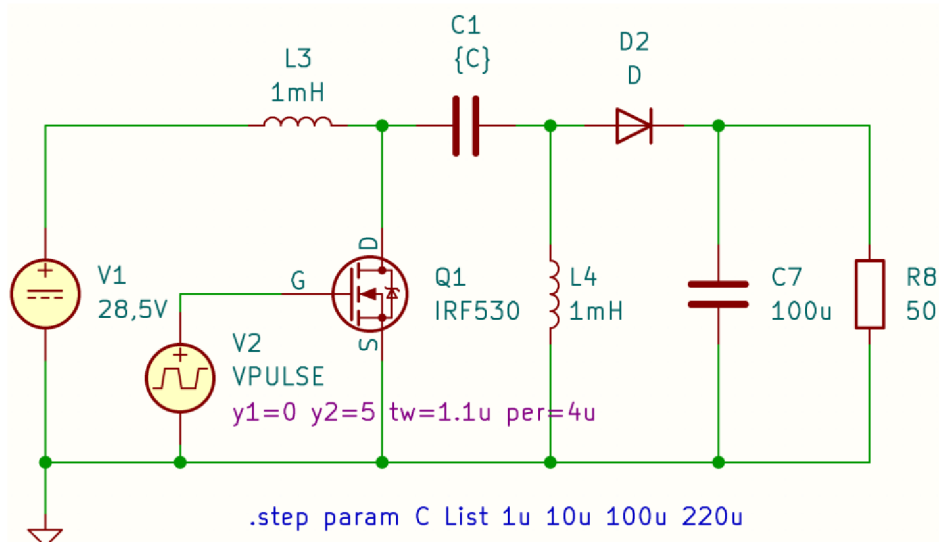 C1
{C}
D2
D
L3
1mH
D
G
S
Q1
IRF530
L4
1mH
C7
100u
R8
50
V1
28,5V
V2
VPULSE
y1=0 y2=5 tw=1.1u per=4u
.step param C List 1u 10u 100u 220u